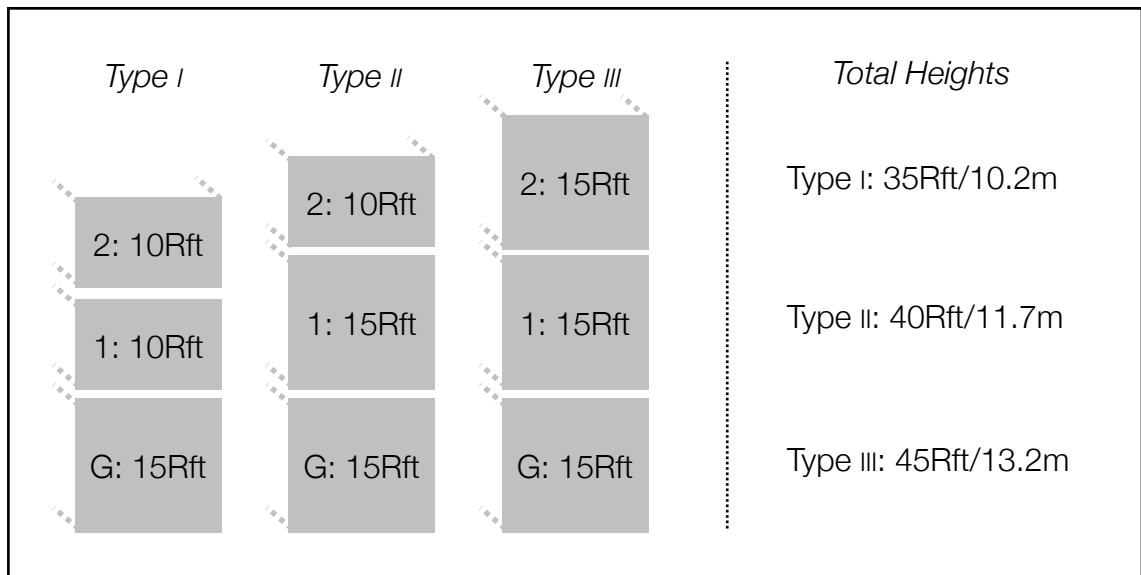 Type I
Type II
Type III
Total Heights
2: 10Rft
1: 10Rft
G: 15Rft
2: 10Rft
1: 15Rft
G: 15Rft
2: 15Rft
1: 15Rft
G: 15Rft
Type I: 35Rft/10.2m
Type II: 40Rft/11.7m
Type III: 45Rft/13.2m